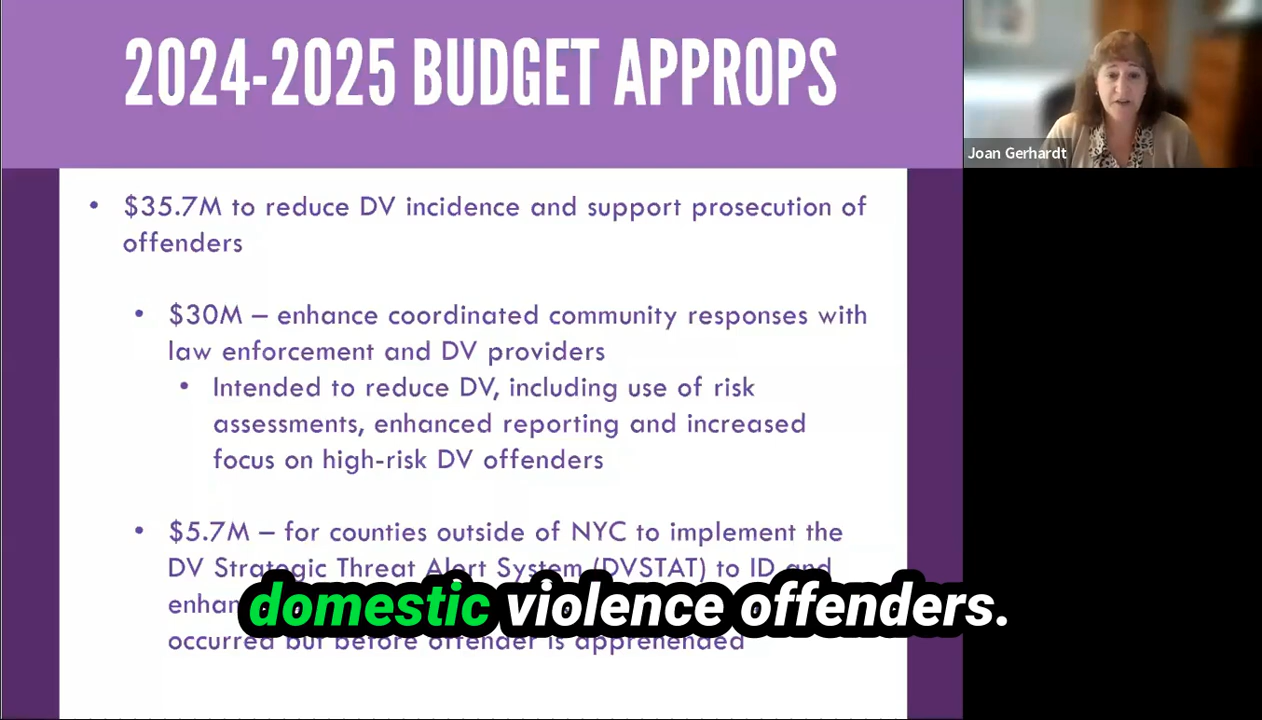 2024-2025 BUDGET APPROPS
Joan Gerhardt
• $35.7M to reduce DV incidence and support prosecution of
offenders
• $30M – enhance coordinated community responses with
law enforcement and DV providers
• Intended to reduce DV, including use of risk
assessments, enhanced reporting and increased
focus on high-risk DV offenders
• $5.7M – for counties outside of NYC to implement the
DV Strategic Threat Alert System (DVSTAT) to ID and
domestic violence offenders.
occurred but before offender is apprehended